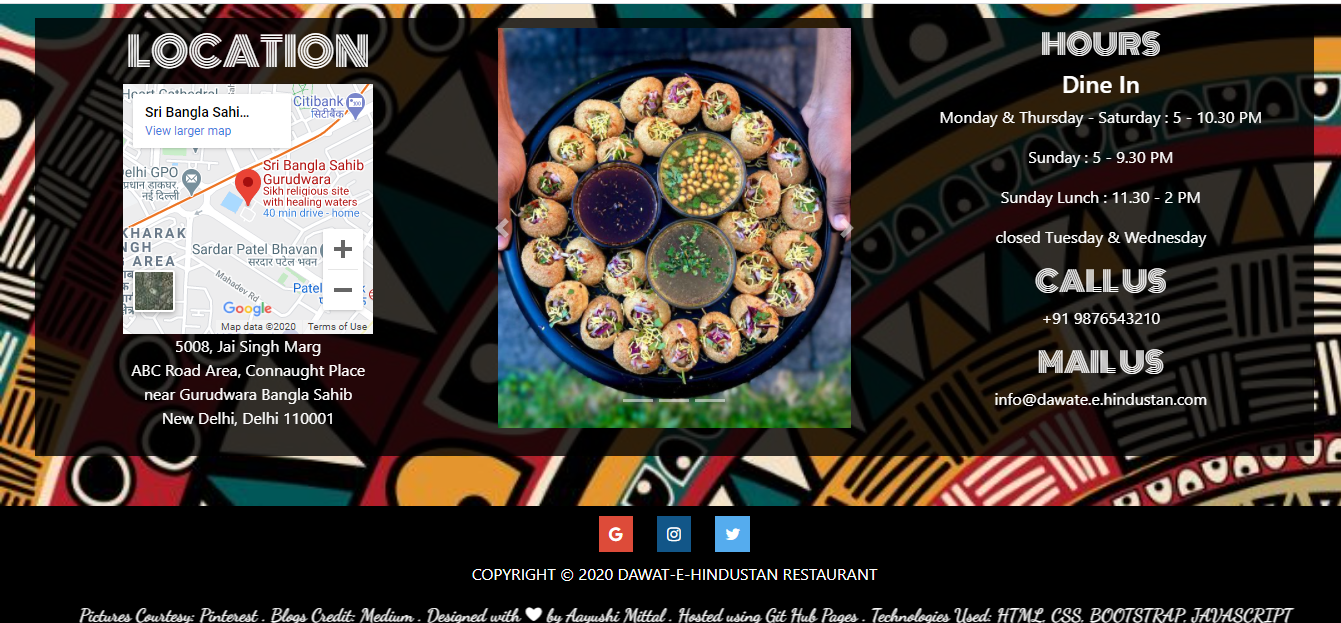 LOCATION
Heart Cathedral
Citibank
सिटीबैंक
Sri Bangla Sahi...
View larger map
Delhi GPO
प्रधान डाकघर,
नई दिल्ली
Sri Bangla Sahib
Gurudwara
Sikh religious site
with healing waters
40 min drive - home
KHARAK
NGH
AREA
Sardar Patel Bhavan
सरदार पटेल भवन
Mahadev Rd
Patel
Google
Map data ©2020 Terms of Use
5008, Jai Singh Marg
ABC Road Area, Connaught Place
near Gurudwara Bangla Sahib
New Delhi, Delhi 110001
HOURS
Dine In
Monday & Thursday - Saturday : 5 - 10.30 PM
Sunday : 5 - 9.30 PM
Sunday Lunch : 11.30 - 2 PM
closed Tuesday & Wednesday
CALL US
+91 9876543210
MAIL US
info@dawate.e.hindustan.com
G
COPYRIGHT © 2020 DAWAT-E-HINDUSTAN RESTAURANT
Pictures Courtesy: Pinterest . Blogs Credit: Medium . Designed with ❤ by Aayushi Mittal . Hosted using Git Hub Pages . Technologies Used: HTML, CSS, BOOTSTRAP, JAVASCRIPT